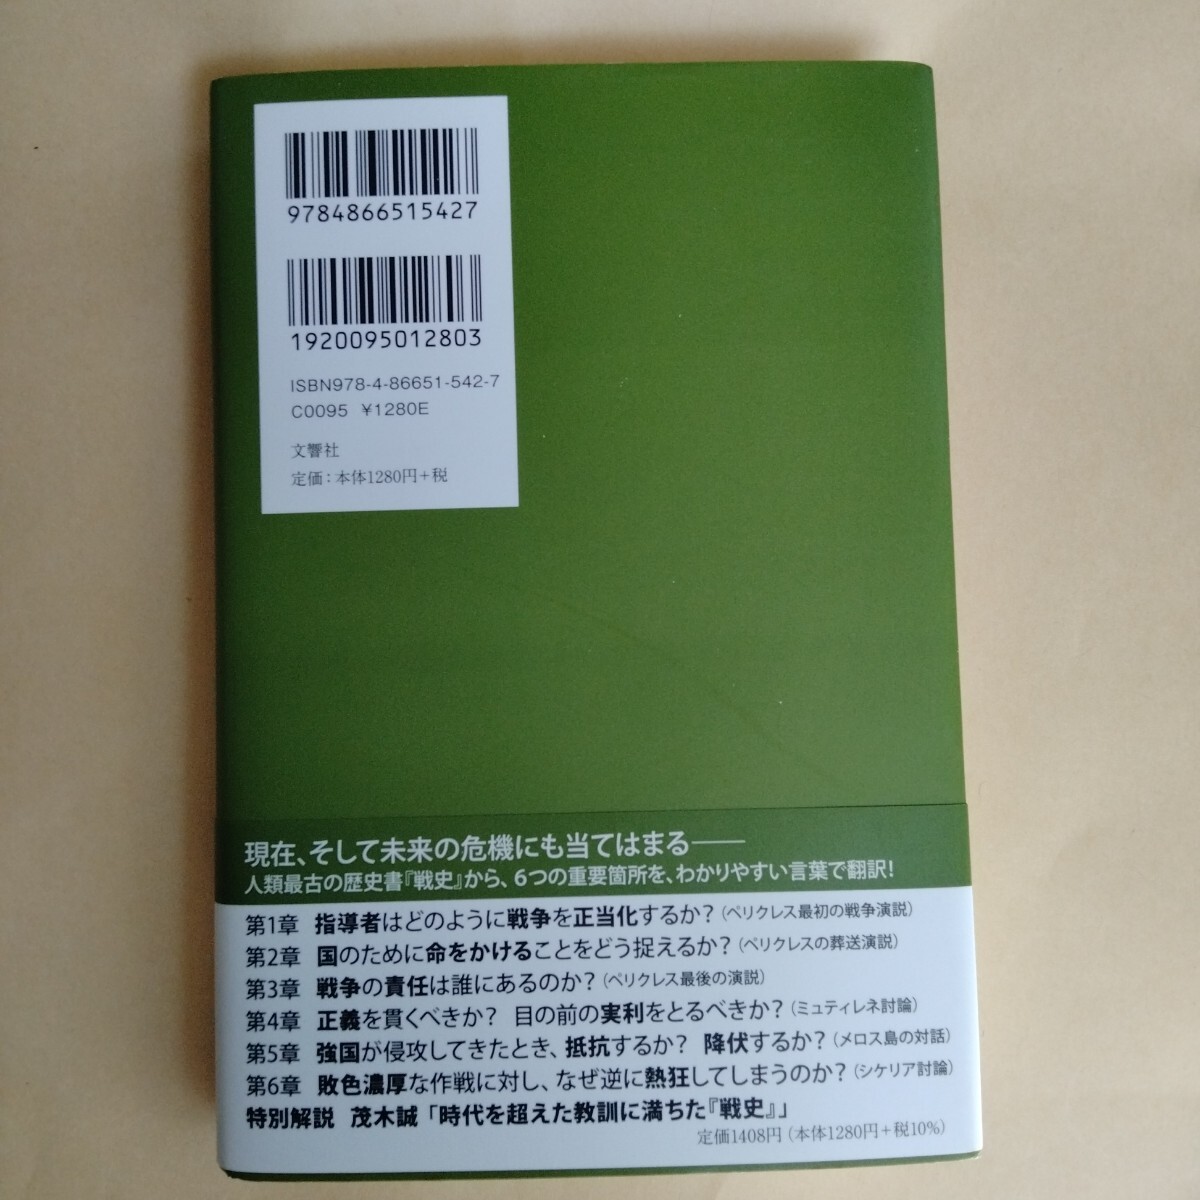 9784866515427
1920095012803
ISBN978-4-86651-542-7
C0095 ¥1280E
文響社
定価：本体1280円＋税
現在、そして未来の危機にも当てはまる――
人類最古の歴史書『戦史』から、6つの重要箇所を、わかりやすい言葉で翻訳！
第1章 指導者はどのように戦争を正当化するか？（ペリクレス最初の戦争演説）
第2章 国のために命をかけることをどう捉えるか？（ペリクレスの葬送演説）
第3章 戦争の責任は誰にあるのか？（ペリクレス最後の演説）
第4章 正義を貫くべきか？ 目の前の実利をとるべきか？（ミュティレネ討論）
第5章 強国が侵攻してきたとき、抵抗するか？ 降伏するか？（メロス島の対話）
第6章 敗色濃厚な作戦に対し、なぜ逆に熱狂してしまうのか？（シケリア討論）
特別解説 茂木誠「時代を超えた教訓に満ちた『戦史』」
定価1408円（本体1280円＋税10％）